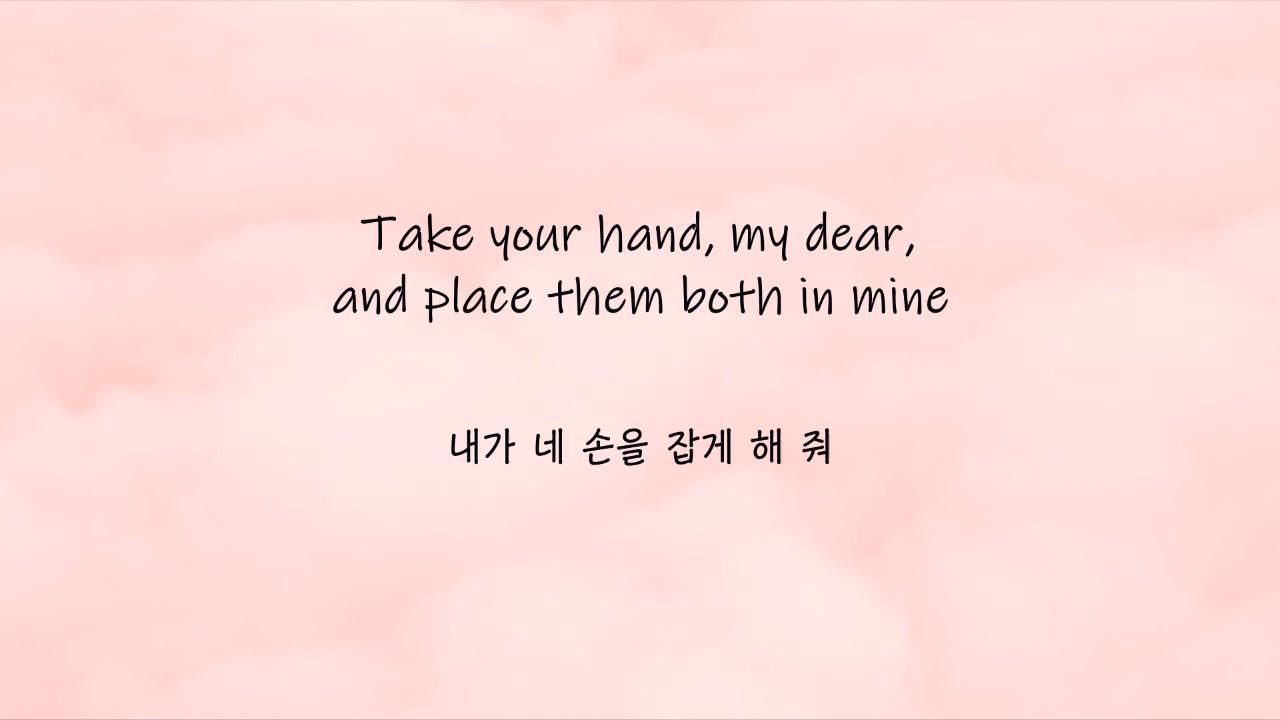 Take your hand, my dear,
and place them both in mine
내가 네 손을 잡게 해 줘